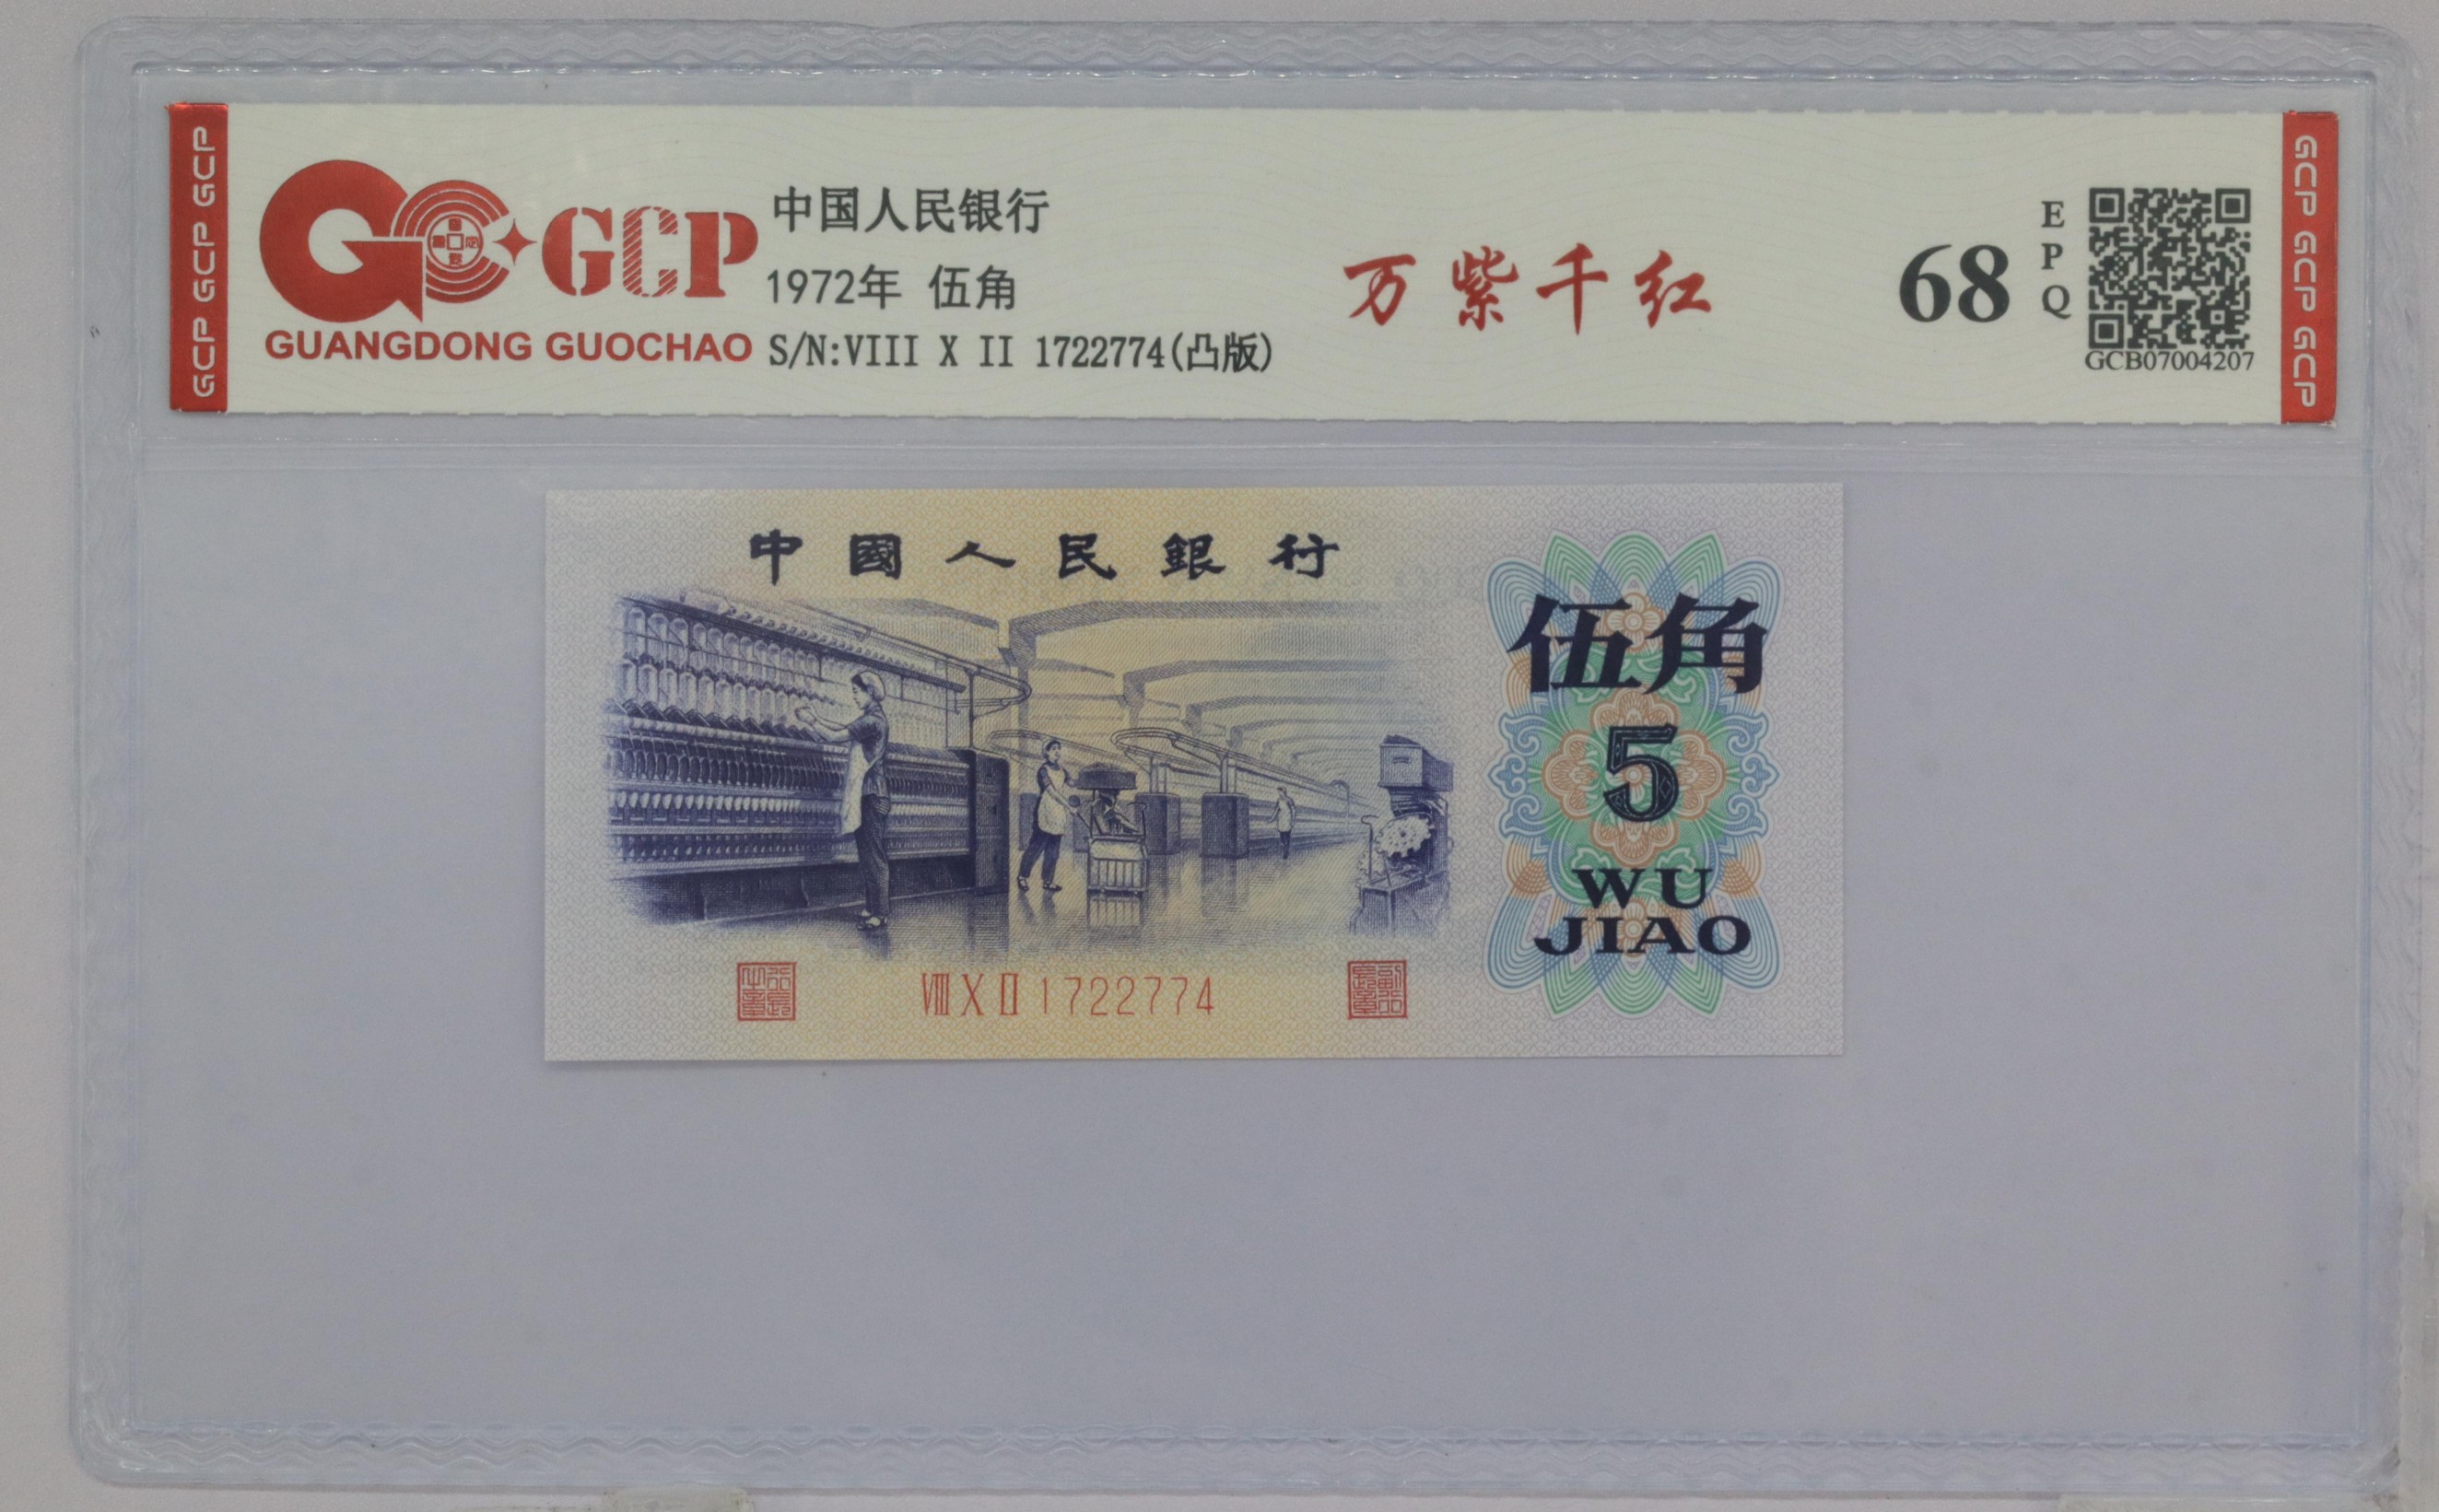 GCP GCP GCP
GCP
GUANGDONG GUOCHAO
中国人民银行
1972年 伍角
S/N:VIII X II 1722774(凸版)
万紫千红
68
EPQ
GCB07004207
GCP GCP GCP
中國人民銀行
伍角
5
WU
JIAO
VIII X II 1722774